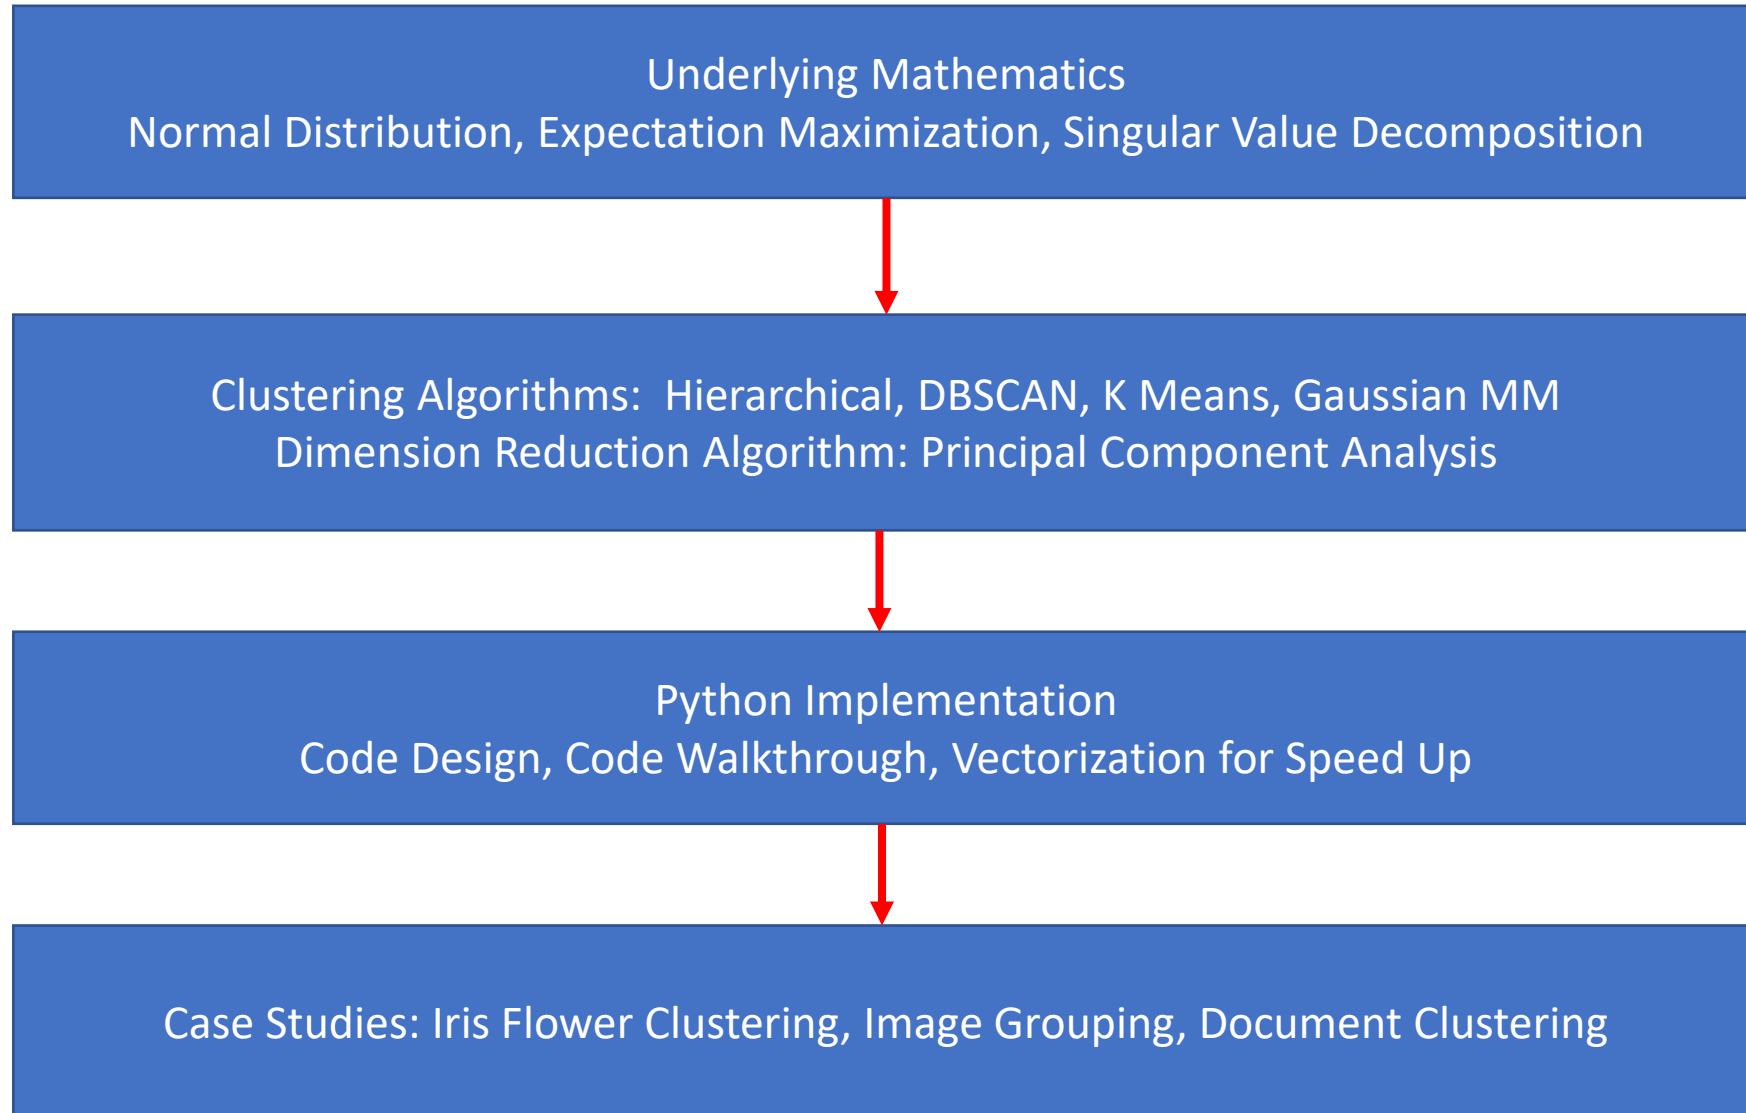 Underlying Mathematics
Normal Distribution, Expectation Maximization, Singular Value Decomposition
Clustering Algorithms:  Hierarchical, DBSCAN, K Means, Gaussian MM
Dimension Reduction Algorithm: Principal Component Analysis
Python Implementation
Code Design, Code Walkthrough, Vectorization for Speed Up
Case Studies: Iris Flower Clustering, Image Grouping, Document Clustering